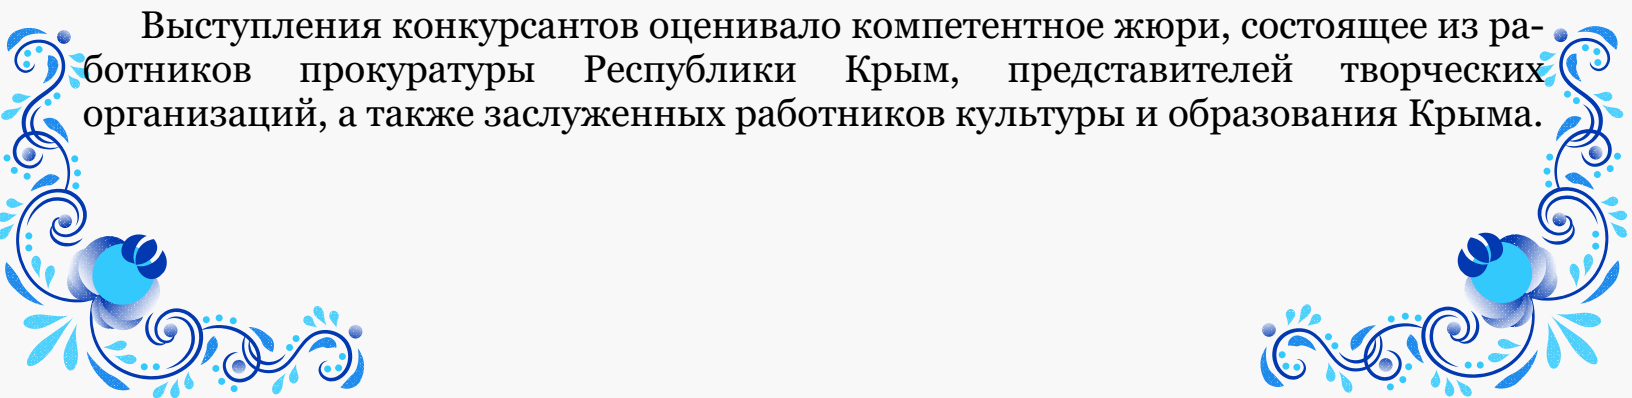 Выступления конкурсантов оценивало компетентное жюри, состоящее из ра-
ботников прокуратуры Республики Крым, представителей творческих
организаций, а также заслуженных работников культуры и образования Крыма.